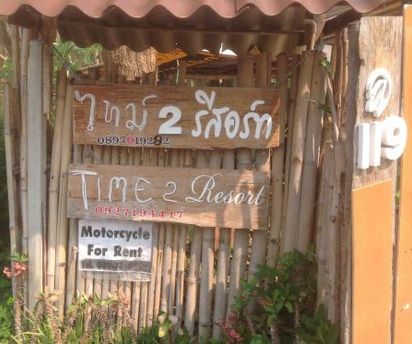 ไทม์ 2 รีสอร์ท
0897019292
TIME 2 Resort
0927194417
Motorcycle
For Rent
119